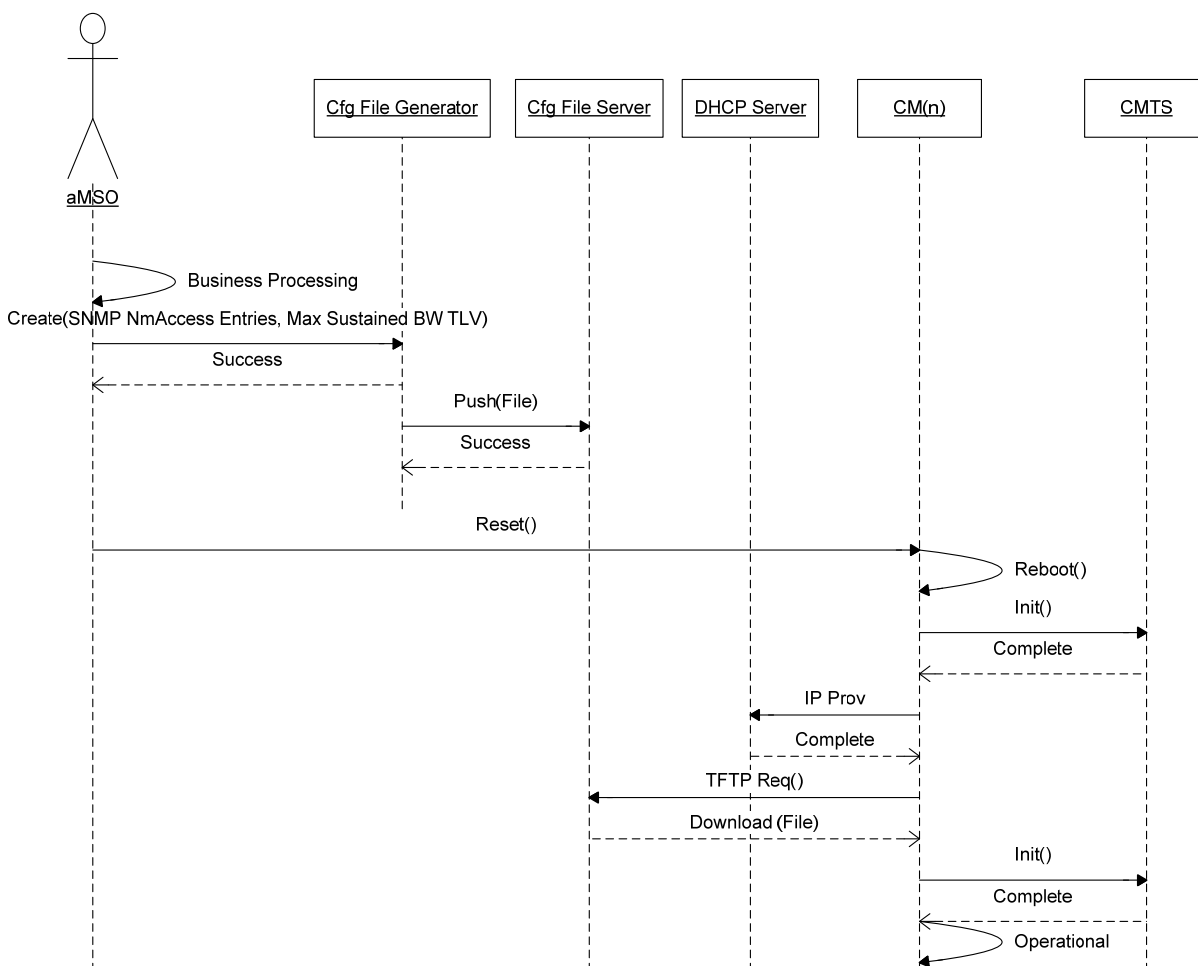 Cfg File Generator
Cfg File Server
DHCP Server
CM(n)
CMTS
aMSO
Business Processing
Create(SNMP NmAccess Entries, Max Sustained BW TLV)
Success
Push(File)
Success
Reset()
Reboot()
Init()
Complete
IP Prov
Complete
TFTP Req()
Download (File)
Init()
Complete
Operational